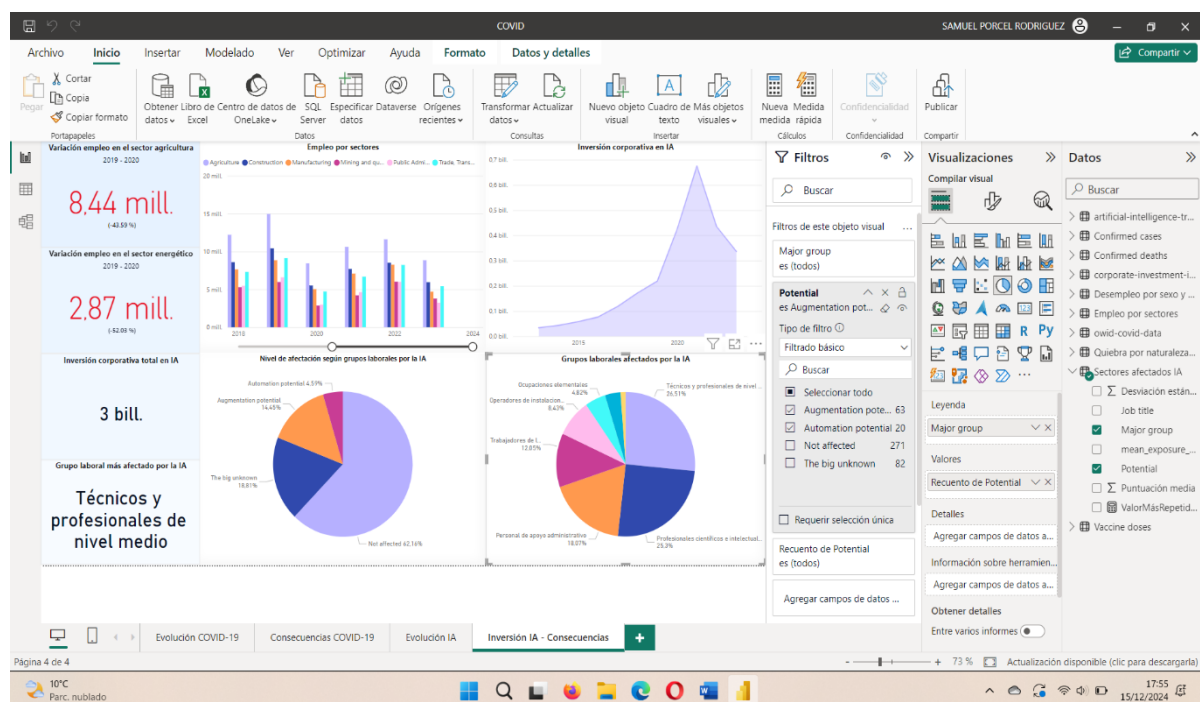 COVID
SAMUEL PORCEL RODRIGUEZ
Archivo Inicio Insertar Modelado Ver Optimizar Ayuda Formato Datos y detalles
Compartir
Pegar
Cortar
Copia
Copiar formato
Portapapeles
Obtener datos
Libro de Excel
Centro de datos de OneLake
SQL Server
Especificar datos
Dataverse
Orígenes recientes
Datos
Transformar datos
Actualizar
Consultas
Nuevo objeto visual
Cuadro de texto
Más objetos visuales
Insertar
Nueva medida
Medida rápida
Cálculos
Confidencialidad
Confidencialidad
Publicar
Compartir
Variación empleo en el sector agricultura
2019 - 2020
8,44 mill.
(-43.59 %)
Variación empleo en el sector energético
2019 - 2020
2,87 mill.
(-52.08 %)
Inversión corporativa total en IA
3 bill.
Grupo laboral más afectado por la IA
Técnicos y
profesionales de
nivel medio
Empleo por sectores
Agriculture Construction Manufacturing Mining and qu... Public Admi... Trade, Trans...
20 mill.
15 mill.
10 mill.
5 mill.
0 mill.
2018 2020 2022 2024
Inversión corporativa en IA
0.7 bill.
0.6 bill.
0.5 bill.
0.4 bill.
0.3 bill.
0.2 bill.
0.1 bill.
0.0 bill.
2015 2020
Nivel de afectación según grupos laborales por la IA
Automation potential 4.59%
Augmentation potential
14.45%
The big unknown
18.81%
Not affected 62.16%
Grupos laborales afectados por la IA
Ocupaciones elementales
4.82%
Operadores de instalacion...
8.43%
Trabajadores de l...
12.85%
Personal de apoyo administrativo
18.07%
Técnicos y profesionales de nivel ...
26.51%
Profesionales científicos e intelectual...
25.3%
Filtros
Buscar
Filtros de este objeto visual ...
Major group
es (todos)
Potential
es Augmentation pot...
Tipo de filtro
Filtrado básico
Buscar
Seleccionar todo
Augmentation pote... 63
Automation potential 20
Not affected 271
The big unknown 82
Requerir selección única
Recuento de Potential
es (todos)
Agregar campos de datos ...
Visualizaciones
Compilar visual
123
R Py
...
Leyenda
Major group
Valores
Recuento de Potential
Detalles
Agregar campos de datos a...
Información sobre herramien...
Agregar campos de datos a...
Obtener detalles
Entre varios informes
Datos
Buscar
artificial-intelligence-tr...
Confirmed cases
Confirmed deaths
corporate-investment-i...
Desempleo por sexo y ...
Empleo por sectores
owid-covid-data
Quiebra por naturaleza...
Sectores afectados IA
Desviación están...
Job title
Major group
mean_exposure_...
Potential
Puntuación media
ValorMásRepetid...
Vaccine doses
Evolución COVID-19 Consecuencias COVID-19 Evolución IA Inversión IA - Consecuencias
Página 4 de 4
73 %
Actualización disponible (clic para descargarla)
10°C
Parc. nublado
17:55
15/12/2024